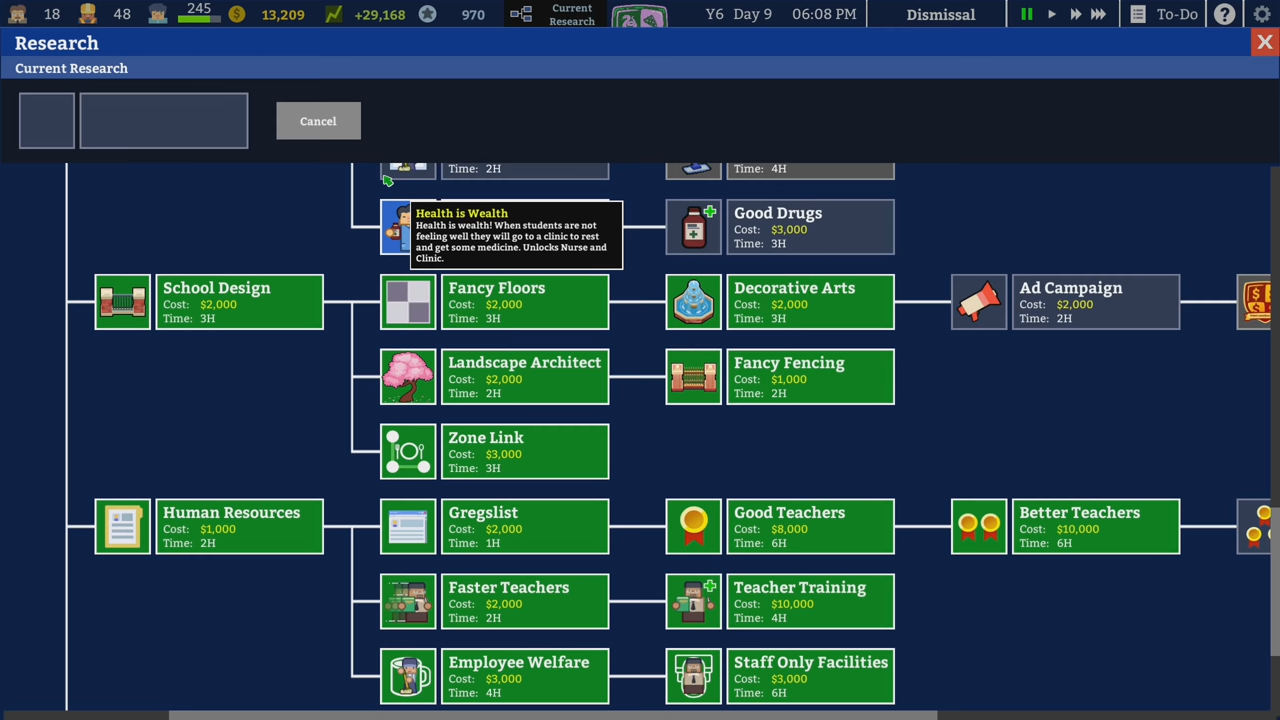 18 48 245 13,209 +29,168 970 Current Research Y6 Day 9 06:08 PM Dismissal To-Do ?
Research X
Current Research
Cancel
Time: 2H Time: 4H
Health is Wealth
Health is wealth! When students are not
feeling well they will go to a clinic to rest
and get some medicine. Unlocks Nurse and
Clinic.
Good Drugs
Cost: $3,000
Time: 3H
School Design
Cost: $2,000
Time: 3H
Fancy Floors
Cost: $2,000
Time: 3H
Decorative Arts
Cost: $2,000
Time: 3H
Ad Campaign
Cost: $2,000
Time: 2H
Landscape Architect
Cost: $2,000
Time: 2H
Fancy Fencing
Cost: $1,000
Time: 2H
Zone Link
Cost: $3,000
Time: 3H
Human Resources
Cost: $1,000
Time: 2H
Gregslist
Cost: $2,000
Time: 1H
Good Teachers
Cost: $8,000
Time: 6H
Better Teachers
Cost: $10,000
Time: 6H
Faster Teachers
Cost: $2,000
Time: 2H
Teacher Training
Cost: $10,000
Time: 4H
Employee Welfare
Cost: $3,000
Time: 4H
Staff Only Facilities
Cost: $3,000
Time: 6H